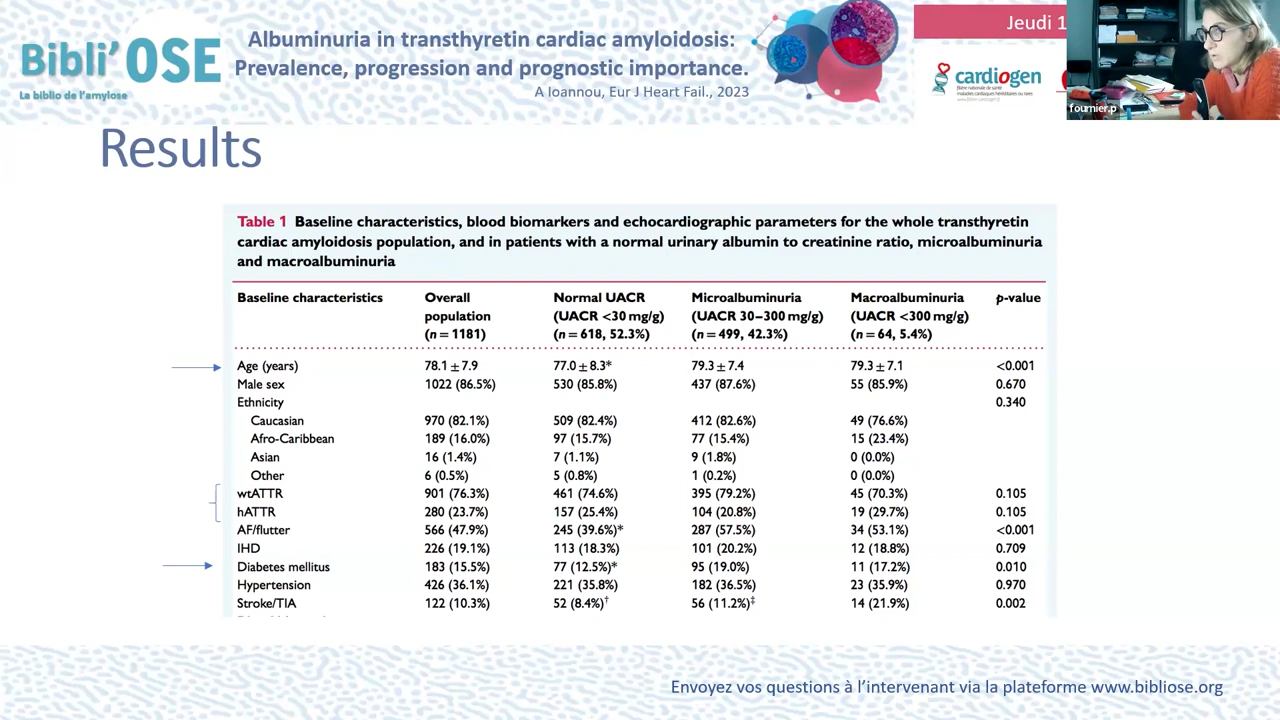 Bibli'OSE
La biblio de l'amylose
Albuminuria in transthyretin cardiac amyloidosis:
Prevalence, progression and prognostic importance.
A Ioannou, Eur J Heart Fail., 2023
Jeudi 1
cardiogen
fournier.p
Results
Table 1 Baseline characteristics, blood biomarkers and echocardiographic parameters for the whole transthyretin
cardiac amyloidosis population, and in patients with a normal urinary albumin to creatinine ratio, microalbuminuria
and macroalbuminuria
Baseline characteristics Overall Normal UACR Microalbuminuria Macroalbuminuria p-value
population (UACR <30 mg/g) (UACR 30–300 mg/g) (UACR <300 mg/g)
(n = 1181) (n = 618, 52.3%) (n = 499, 42.3%) (n = 64, 5.4%)
Age (years) 78.1 ± 7.9 77.0 ± 8.3* 79.3 ± 7.4 79.3 ± 7.1 <0.001
Male sex 1022 (86.5%) 530 (85.8%) 437 (87.6%) 55 (85.9%) 0.670
Ethnicity 0.340
Caucasian 970 (82.1%) 509 (82.4%) 412 (82.6%) 49 (76.6%)
Afro-Caribbean 189 (16.0%) 97 (15.7%) 77 (15.4%) 15 (23.4%)
Asian 16 (1.4%) 7 (1.1%) 9 (1.8%) 0 (0.0%)
Other 6 (0.5%) 5 (0.8%) 1 (0.2%) 0 (0.0%)
wtATTR 901 (76.3%) 461 (74.6%) 395 (79.2%) 45 (70.3%) 0.105
hATTR 280 (23.7%) 157 (25.4%) 104 (20.8%) 19 (29.7%) 0.105
AF/flutter 566 (47.9%) 245 (39.6%)* 287 (57.5%) 34 (53.1%) <0.001
IHD 226 (19.1%) 113 (18.3%) 101 (20.2%) 12 (18.8%) 0.709
Diabetes mellitus 183 (15.5%) 77 (12.5%)* 95 (19.0%) 11 (17.2%) 0.010
Hypertension 426 (36.1%) 221 (35.8%) 182 (36.5%) 23 (35.9%) 0.970
Stroke/TIA 122 (10.3%) 52 (8.4%)† 56 (11.2%)‡ 14 (21.9%) 0.002
Envoyez vos questions à l'intervenant via la plateforme www.bibliose.org